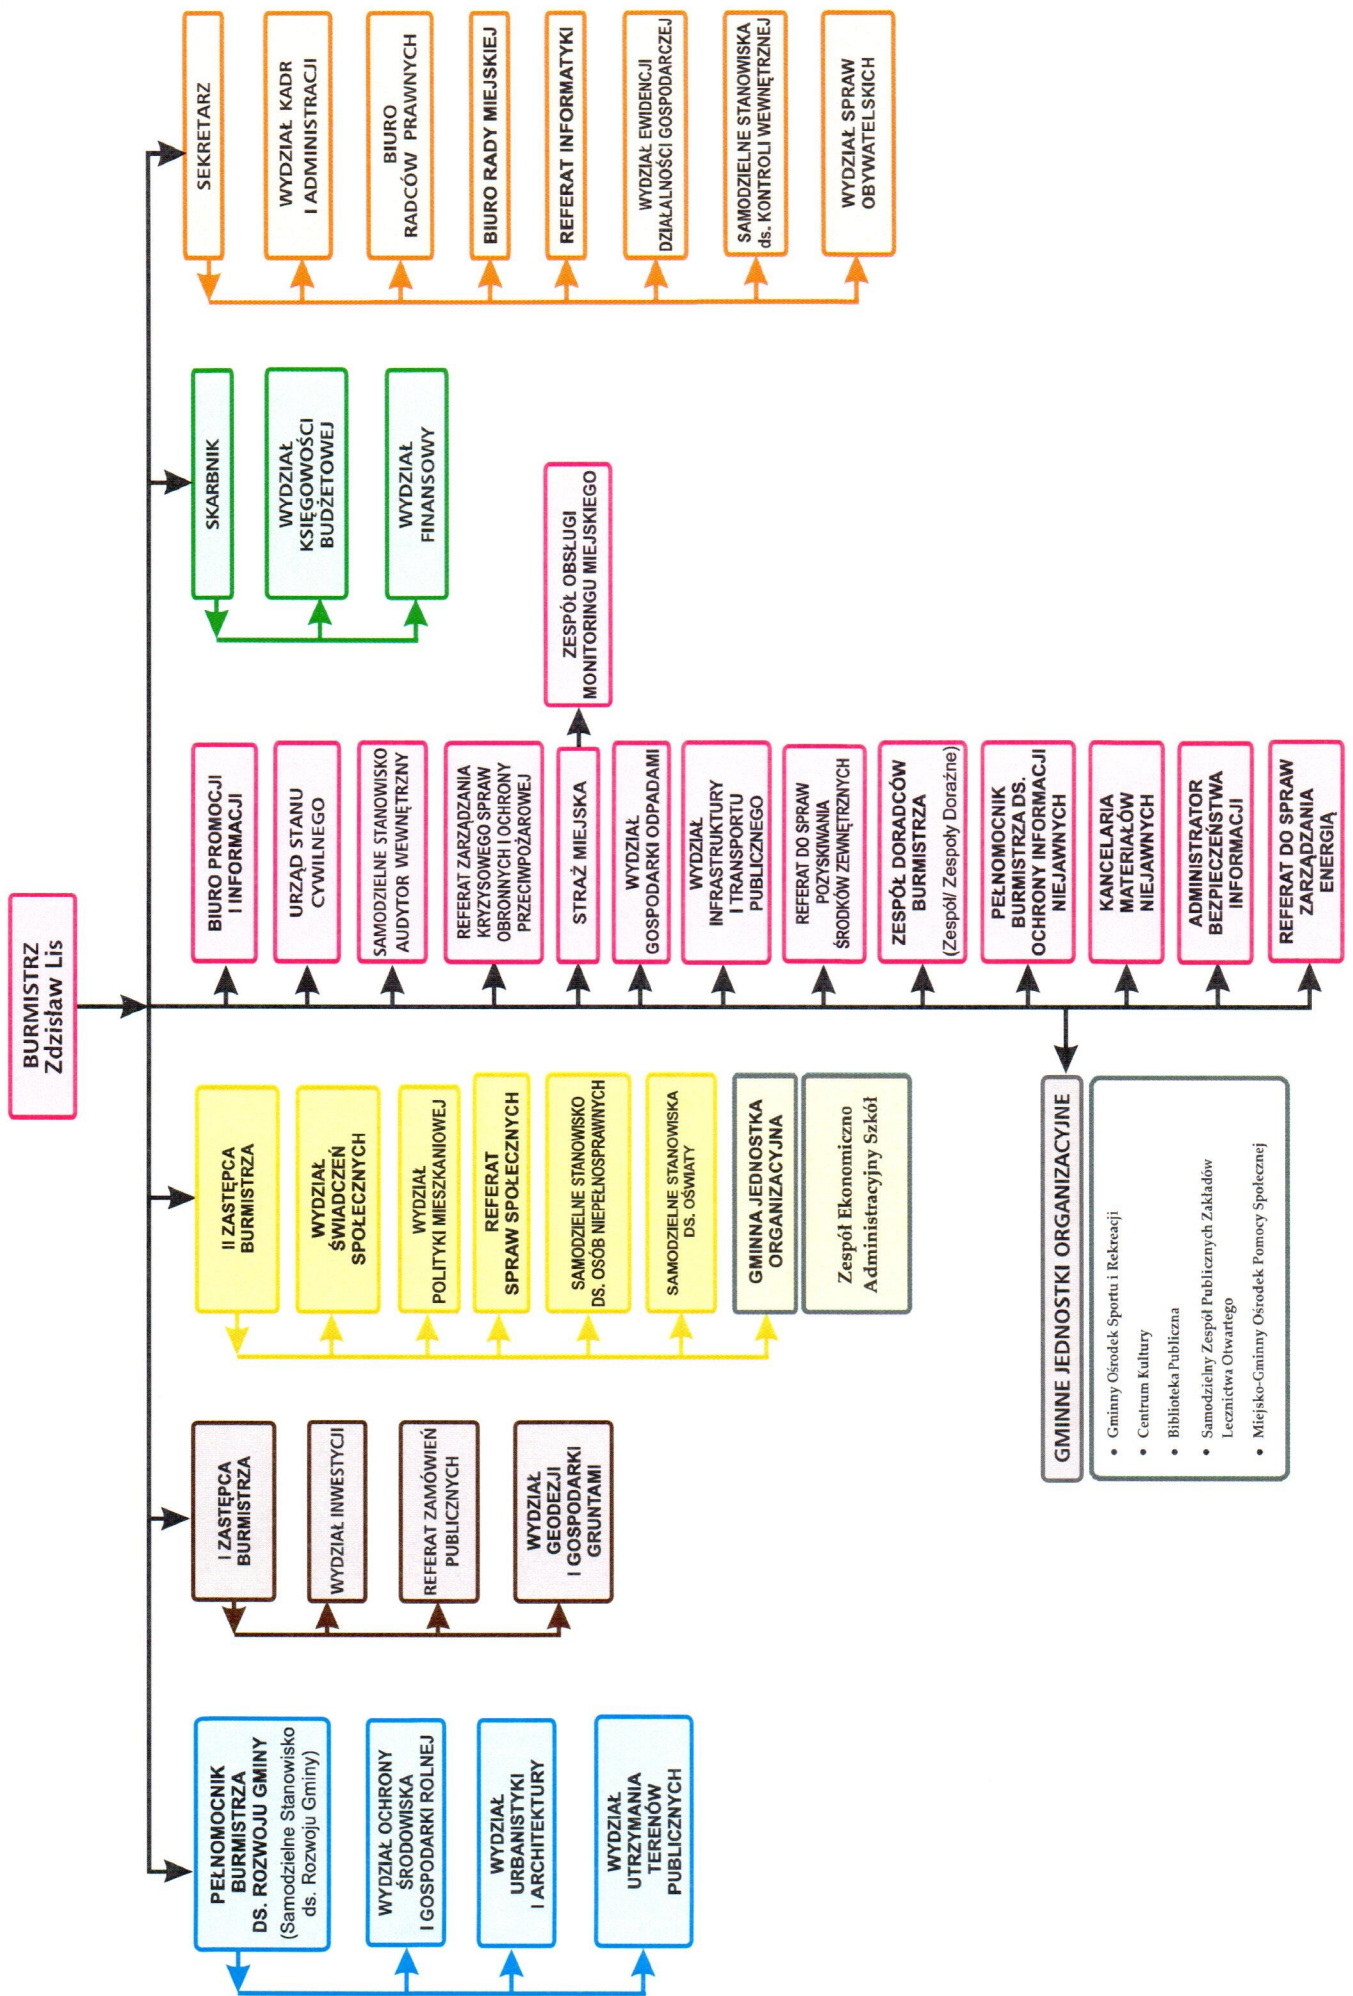 BURMISTRZ
Zdzisław Lis
PEŁNOMOCNIK
BURMISTRZA
DS. ROZWOJU GMINY
(Samodzielne Stanowisko
ds. Rozwoju Gminy)
WYDZIAŁ OCHRONY
ŚRODOWISKA
I GOSPODARKI ROLNEJ
WYDZIAŁ
URBANISTYKI
I ARCHITEKTURY
WYDZIAŁ
UTRZYMANIA
TERENÓW
PUBLICZNYCH
I ZASTĘPCA
BURMISTRZA
WYDZIAŁ INWESTYCJI
REFERAT ZAMÓWIEŃ
PUBLICZNYCH
WYDZIAŁ
GEODEZJI
I GOSPODARKI
GRUNTAMI
II ZASTĘPCA
BURMISTRZA
WYDZIAŁ
ŚWIADCZEŃ
SPOŁECZNYCH
WYDZIAŁ
POLITYKI MIESZKANIOWEJ
REFERAT
SPRAW SPOŁECZNYCH
SAMODZIELNE STANOWISKO
DS. OSÓB NIEPEŁNOSPRAWNYCH
SAMODZIELNE STANOWISKA
DS. OŚWIATY
GMINNA JEDNOSTKA
ORGANIZACYJNA
Zespół Ekonomiczno
Administracyjny Szkół
GMINNE JEDNOSTKI ORGANIZACYJNE
• Gminny Ośrodek Sportu i Rekreacji
• Centrum Kultury
• Biblioteka Publiczna
• Samodzielny Zespół Publicznych Zakładów
Lecznictwa Otwartego
• Miejsko-Gminny Ośrodek Pomocy Społecznej
BIURO PROMOCJI
I INFORMACJI
URZĄD STANU
CYWILNEGO
SAMODZIELNE STANOWISKO
AUDYTOR WEWNĘTRZNY
REFERAT ZARZĄDZANIA
KRYZYSOWEGO SPRAW
OBRONNYCH I OCHRONY
PRZECIWPOŻAROWEJ
STRAŻ MIEJSKA
ZESPÓŁ OBSŁUGI
MONITORINGU MIEJSKIEGO
WYDZIAŁ
GOSPODARKI ODPADAMI
WYDZIAŁ
INFRASTRUKTURY
I TRANSPORTU
PUBLICZNEGO
REFERAT DO SPRAW
POZYSKIWANIA
ŚRODKÓW ZEWNĘTRZNYCH
ZESPÓŁ DORADCÓW
BURMISTRZA
(Zespół/ Zespoły Doraźne)
PEŁNOMOCNIK
BURMISTRZA DS.
OCHRONY INFORMACJI
NIEJAWNYCH
KANCELARIA
MATERIAŁÓW
NIEJAWNYCH
ADMINISTRATOR
BEZPIECZEŃSTWA
INFORMACJI
REFERAT DO SPRAW
ZARZĄDZANIA
ENERGIĄ
SKARBNIK
WYDZIAŁ
KSIĘGOWOŚCI
BUDŻETOWEJ
WYDZIAŁ
FINANSOWY
SEKRETARZ
WYDZIAŁ KADR
I ADMINISTRACJI
BIURO
RADCÓW PRAWNYCH
BIURO RADY MIEJSKIEJ
REFERAT INFORMATYKI
WYDZIAŁ EWIDENCJI
DZIAŁALNOŚCI GOSPODARCZEJ
SAMODZIELNE STANOWISKA
ds. KONTROLI WEWNĘTRZNEJ
WYDZIAŁ SPRAW
OBYWATELSKICH